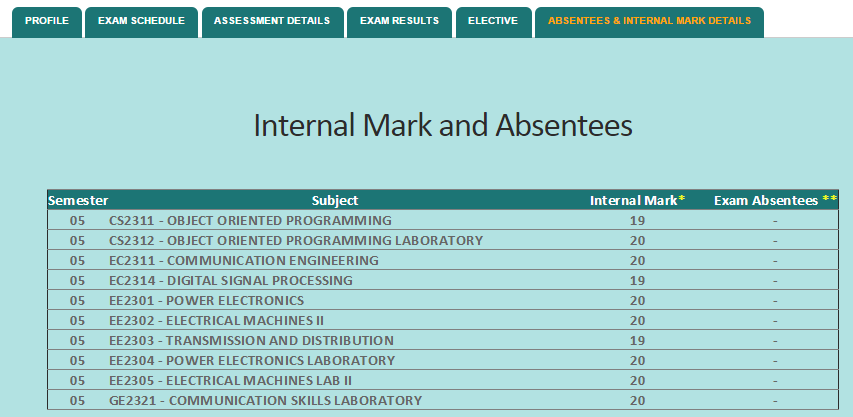 PROFILE EXAM SCHEDULE ASSESSMENT DETAILS EXAM RESULTS ELECTIVE ABSENTEES & INTERNAL MARK DETAILS
Internal Mark and Absentees
Semester Subject Internal Mark* Exam Absentees **
05 CS2311 - OBJECT ORIENTED PROGRAMMING 19 -
05 CS2312 - OBJECT ORIENTED PROGRAMMING LABORATORY 20 -
05 EC2311 - COMMUNICATION ENGINEERING 20 -
05 EC2314 - DIGITAL SIGNAL PROCESSING 19 -
05 EE2301 - POWER ELECTRONICS 20 -
05 EE2302 - ELECTRICAL MACHINES II 20 -
05 EE2303 - TRANSMISSION AND DISTRIBUTION 19 -
05 EE2304 - POWER ELECTRONICS LABORATORY 20 -
05 EE2305 - ELECTRICAL MACHINES LAB II 20 -
05 GE2321 - COMMUNICATION SKILLS LABORATORY 20 -